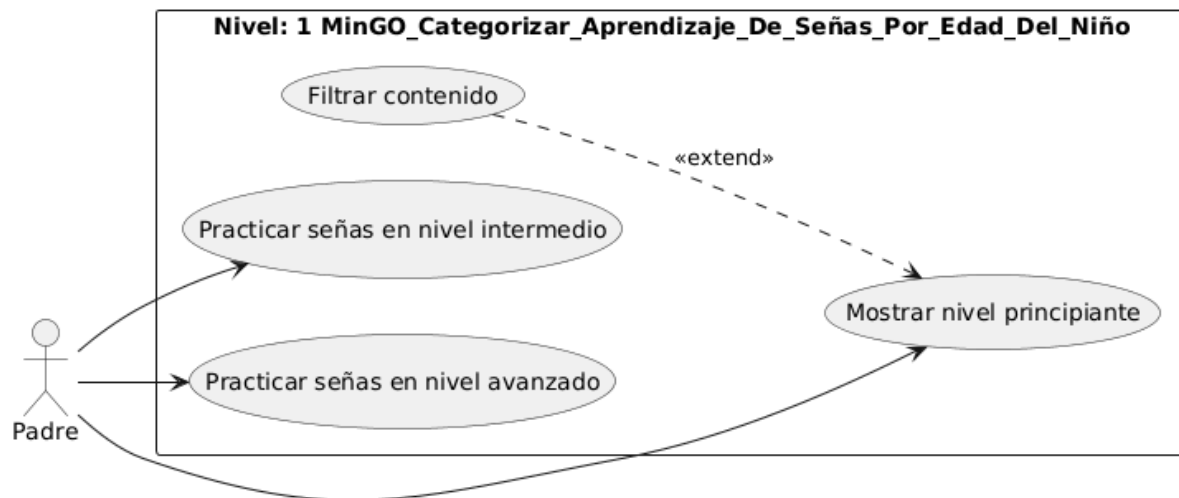 Nivel: 1 MinGO_Categorizar_Aprendizaje_De_Señas_Por_Edad_Del_Niño
Filtrar contenido
«extend»
Practicar señas en nivel intermedio
Mostrar nivel principiante
Practicar señas en nivel avanzado
Padre